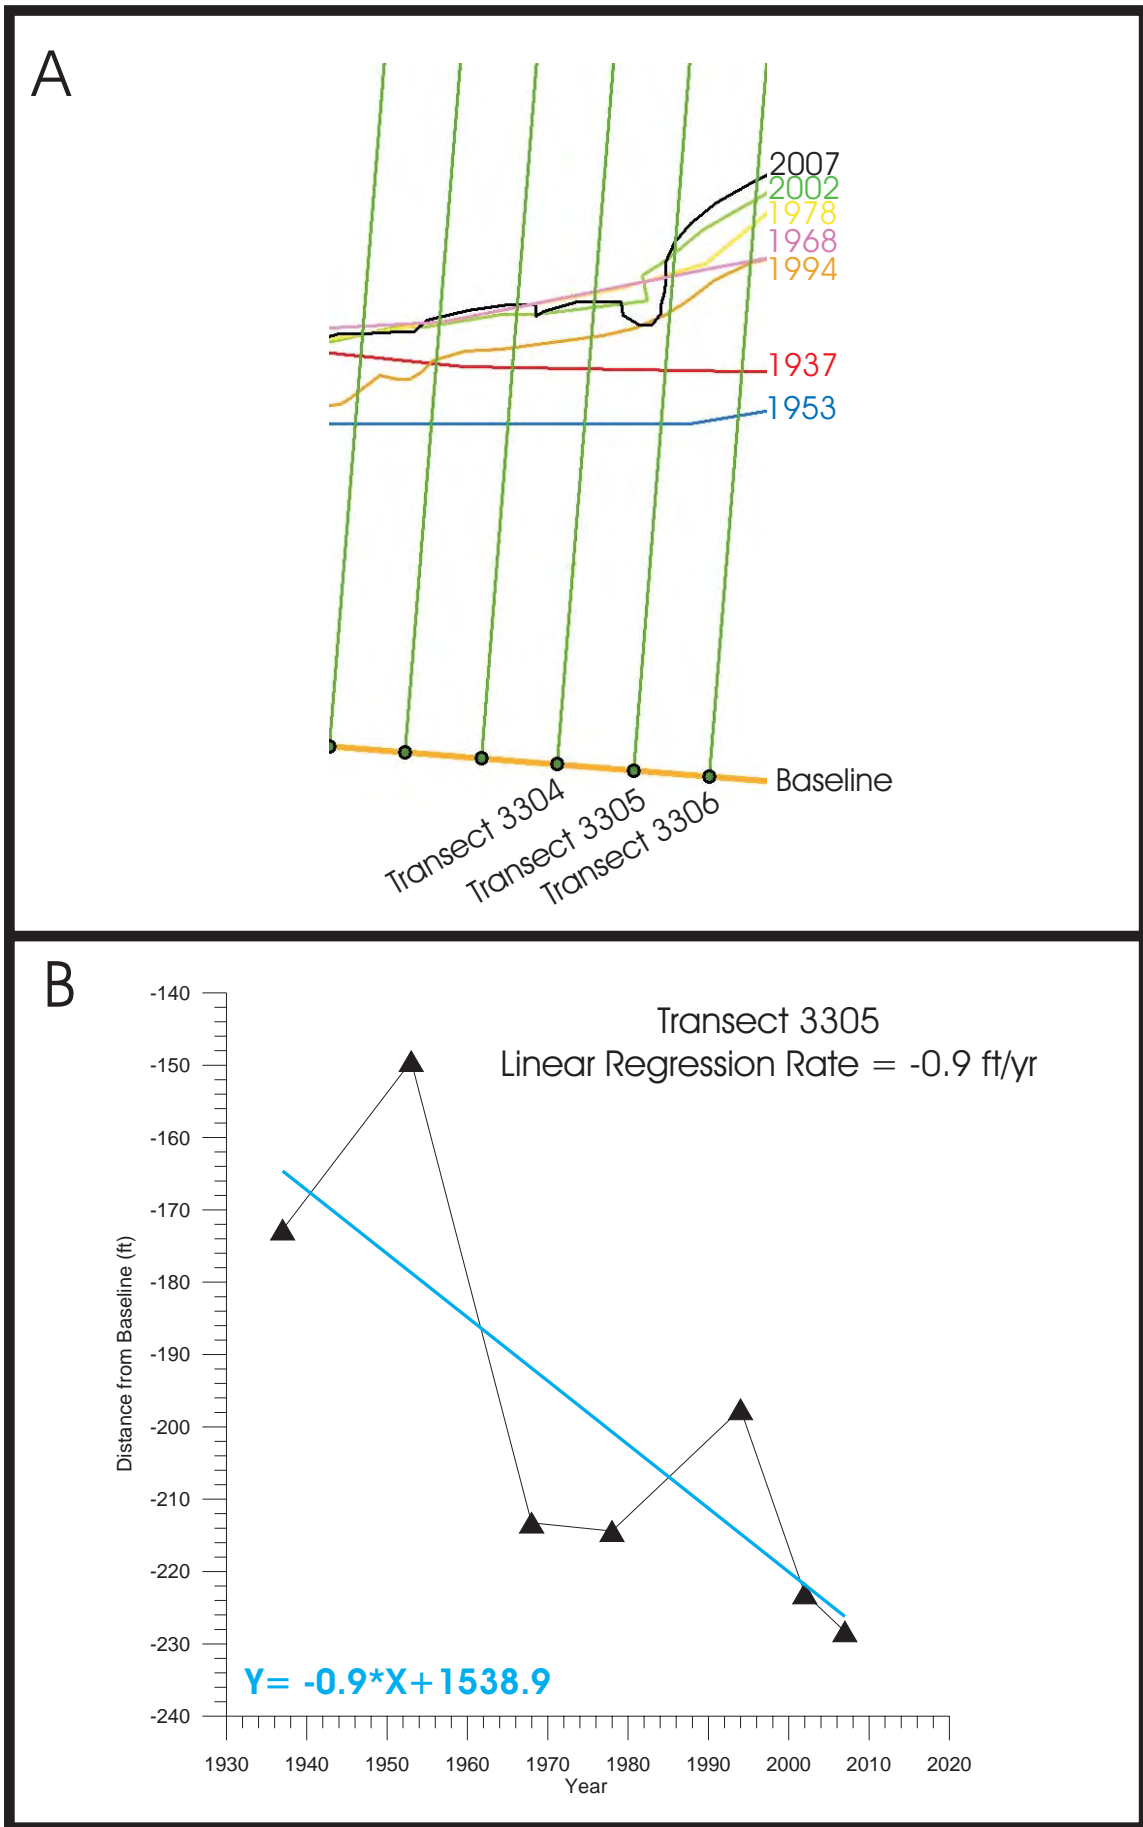 A
2007
2002
1978
1968
1994
1937
1953
Baseline
Transect 3304
Transect 3305
Transect 3306
B
Transect 3305
Linear Regression Rate = -0.9 ft/yr
-140
-150
-160
-170
-180
-190
-200
-210
-220
-230
-240
Distance from Baseline (ft)
Y= -0.9*X+1538.9
1930 1940 1950 1960 1970 1980 1990 2000 2010 2020
Year